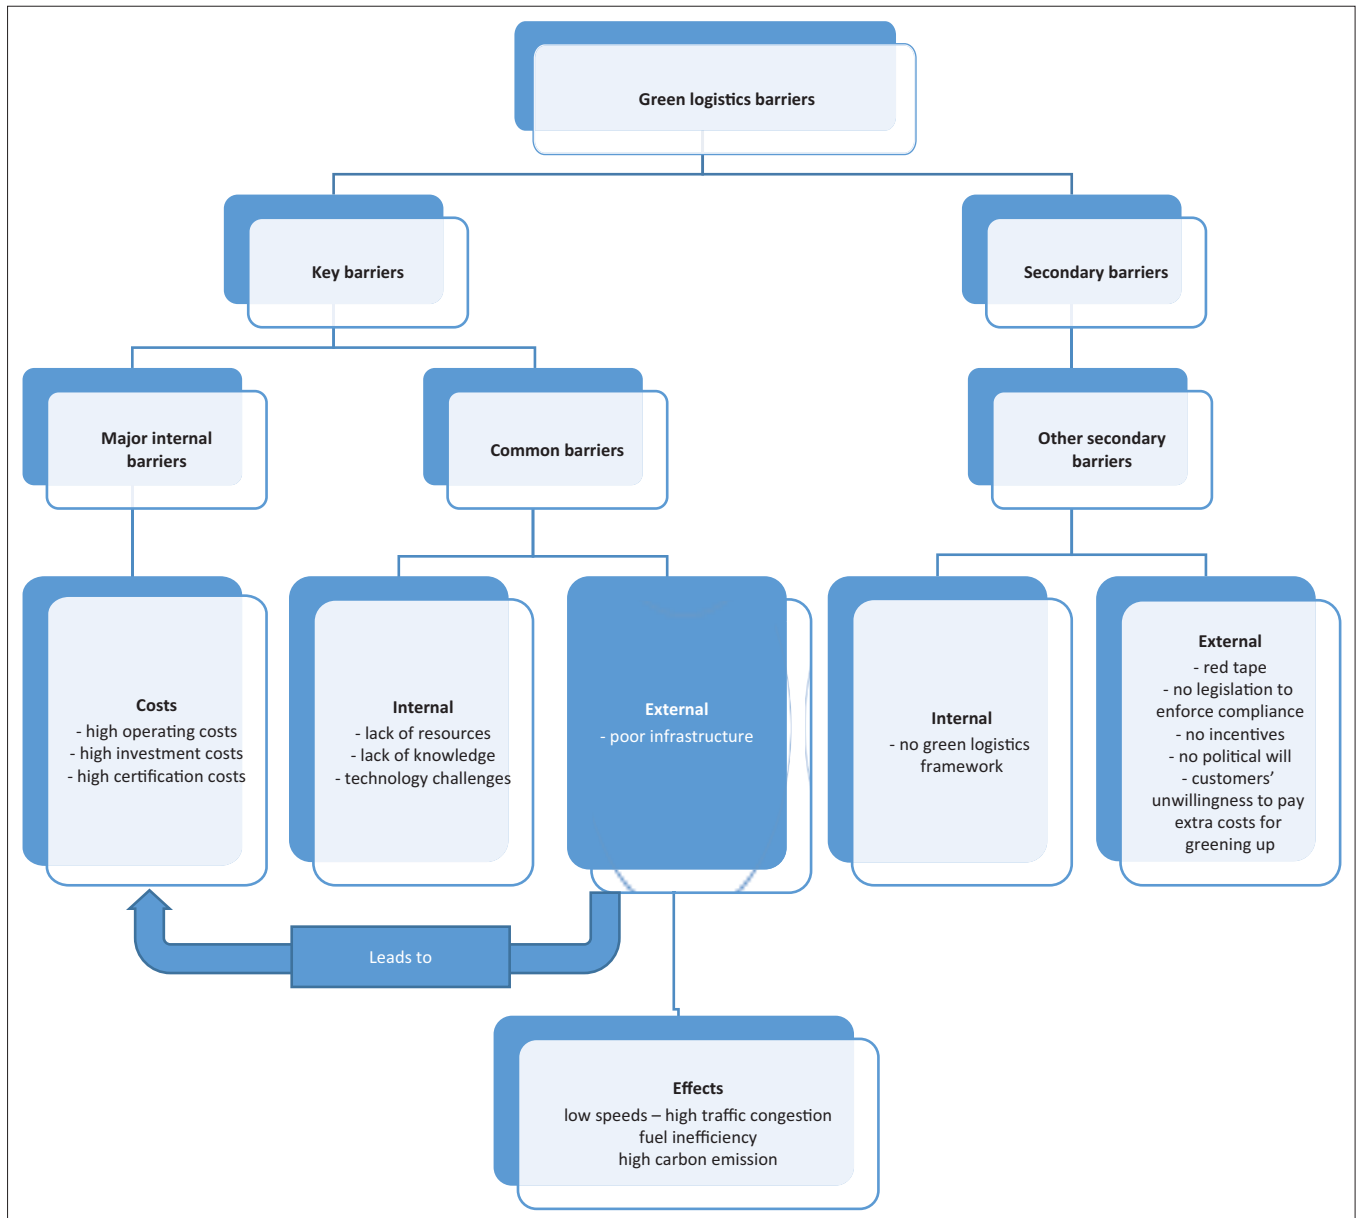 Green logistics barriers
Key barriers
Secondary barriers
Major internal
barriers
Common barriers
Other secondary
barriers
Costs
- high operating costs
- high investment costs
- high certification costs
Internal
- lack of resources
- lack of knowledge
- technology challenges
External
- poor infrastructure
Internal
- no green logistics
framework
External
- red tape
- no legislation to
enforce compliance
- no incentives
- no political will
- customers’
unwillingness to pay
extra costs for
greening up
Leads to
Effects
low speeds – high traffic congestion
fuel inefficiency
high carbon emission